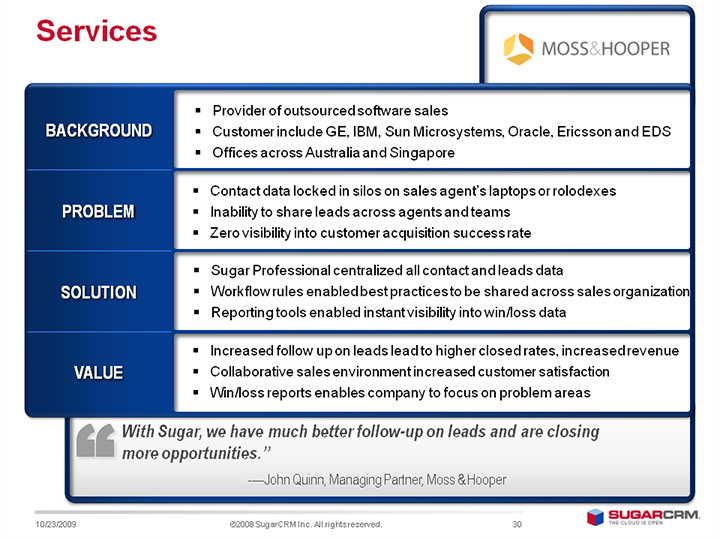 Services
MOSS&HOOPER
BACKGROUND
▪ Provider of outsourced software sales
▪ Customer include GE, IBM, Sun Microsystems, Oracle, Ericsson and EDS
▪ Offices across Australia and Singapore
PROBLEM
▪ Contact data locked in silos on sales agent's laptops or rolodexes
▪ Inability to share leads across agents and teams
▪ Zero visibility into customer acquisition success rate
SOLUTION
▪ Sugar Professional centralized all contact and leads data
▪ Workflow rules enabled best practices to be shared across sales organization
▪ Reporting tools enabled instant visibility into win/loss data
VALUE
▪ Increased follow up on leads lead to higher closed rates, increased revenue
▪ Collaborative sales environment increased customer satisfaction
▪ Win/loss reports enables company to focus on problem areas
“ With Sugar, we have much better follow-up on leads and are closing
more opportunities.”
-—John Quinn, Managing Partner, Moss & Hooper
10/23/2009
©2008 SugarCRM Inc. All rights reserved.
30
SUGARCRM.
THE CLOUD IS OPEN